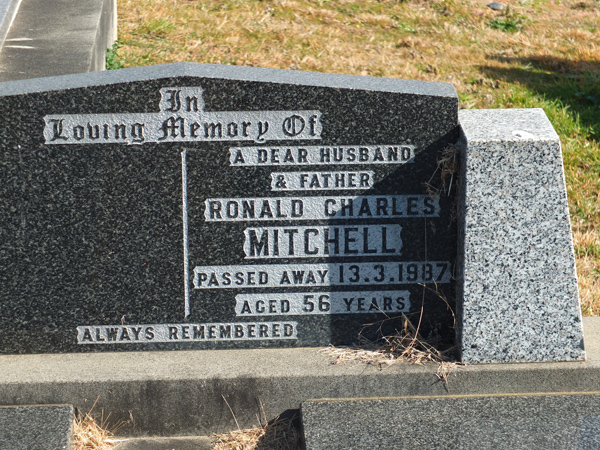 In
Loving Memory Of
A DEAR HUSBAND
& FATHER
RONALD CHARLES
MITCHELL
PASSED AWAY 13.3.1987
AGED 56 YEARS
ALWAYS REMEMBERED